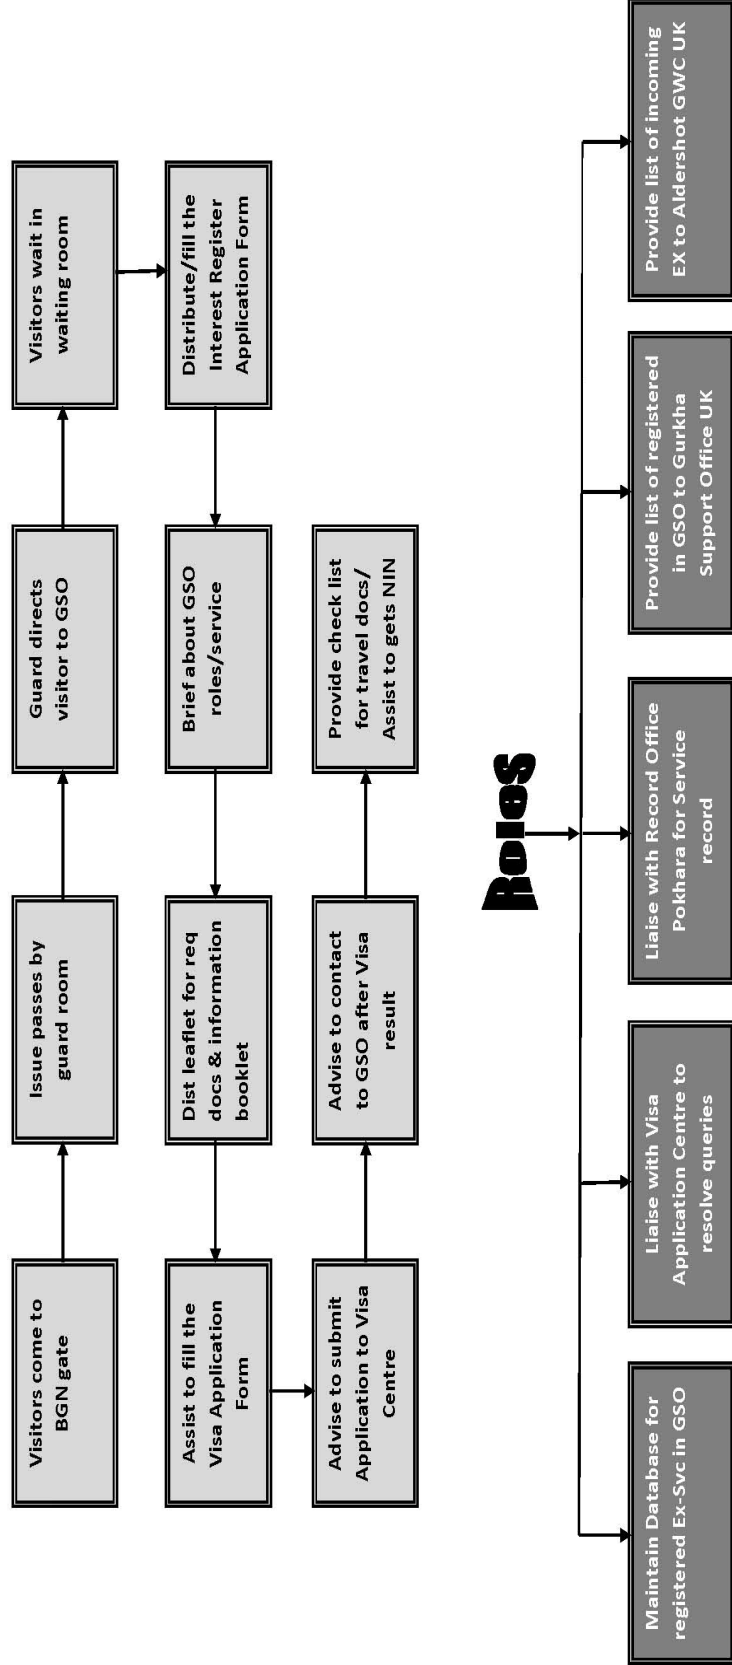 Visitors come to
BGN gate
Issue passes by
guard room
Guard directs
visitor to GSO
Visitors wait in
waiting room
Distribute/fill the
Interest Register
Application Form
Brief about GSO
roles/service
Dist leaflet for req
docs & information
booklet
Assist to fill the
Visa Application
Form
Advise to submit
Application to Visa
Centre
Advise to contact
to GSO after Visa
result
Provide check list
for travel docs/
Assist to gets NIN
Roles
Maintain Database for
registered Ex-Svc in GSO
Liaise with Visa
Application Centre to
resolve queries
Liaise with Record Office
Pokhara for Service
record
Provide list of registered
in GSO to Gurkha
Support Office UK
Provide list of incoming
EX to Aldershot GWC UK